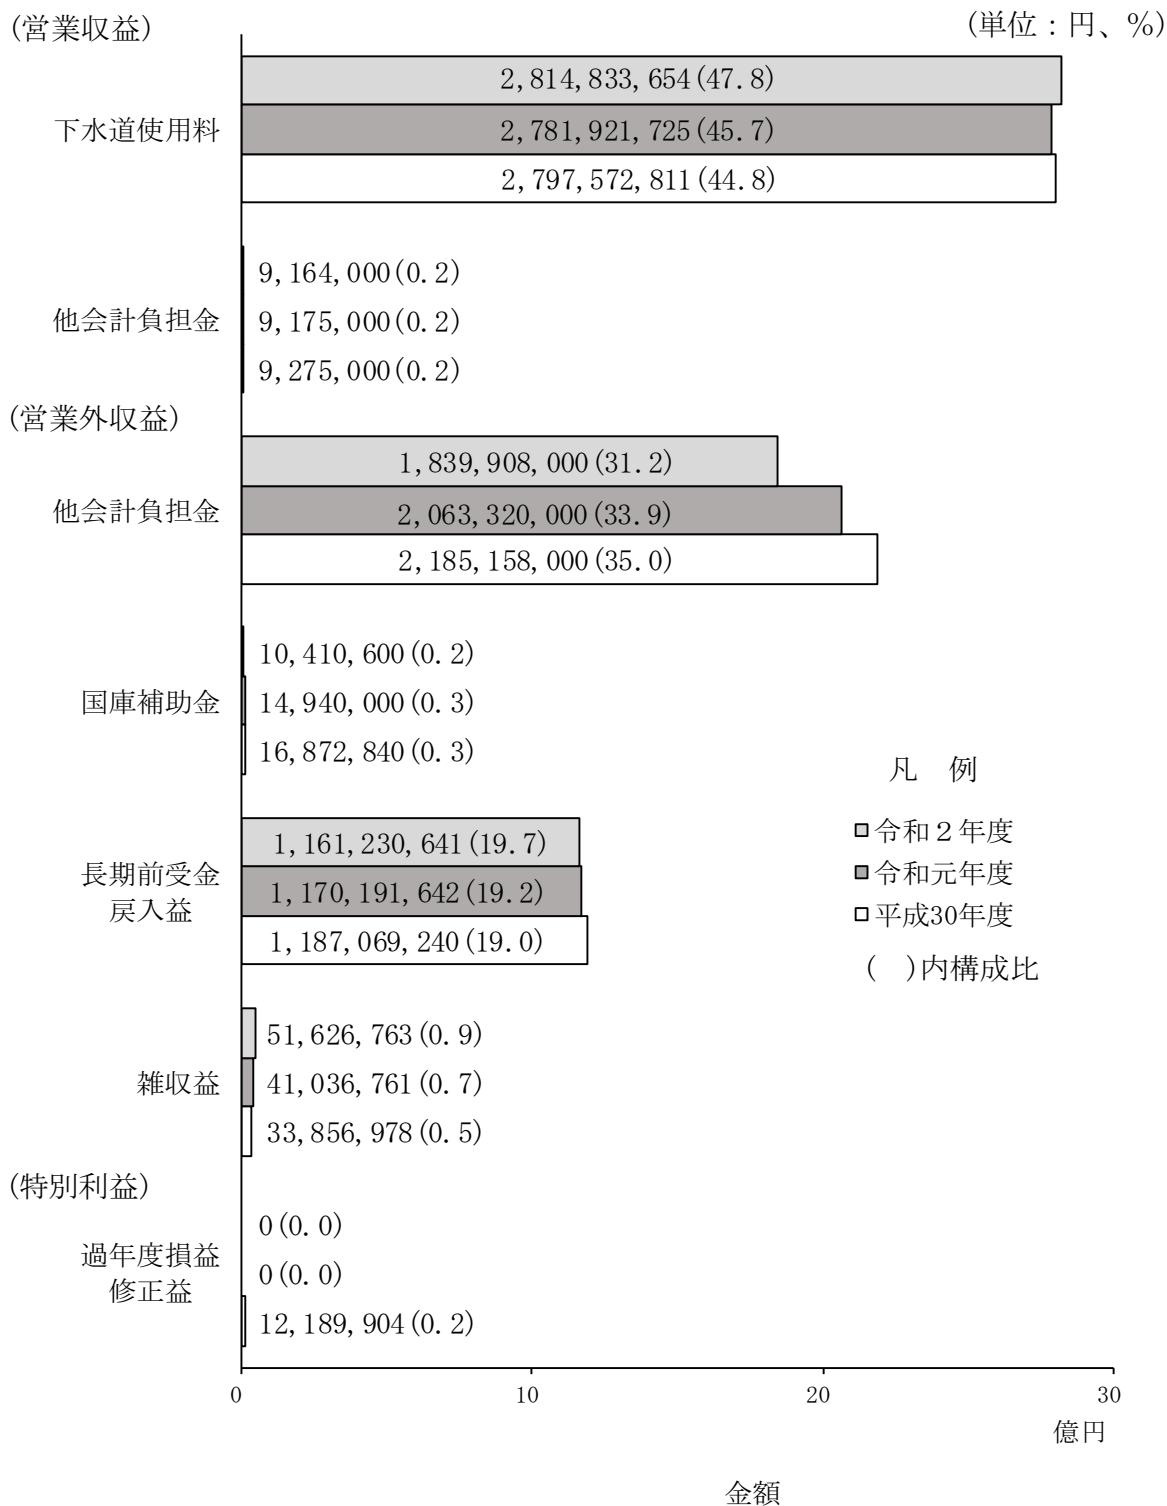 (営業収益)
(単位：円、%)
下水道使用料
2,814,833,654(47.8)
2,781,921,725(45.7)
2,797,572,811(44.8)
他会計負担金
9,164,000(0.2)
9,175,000(0.2)
9,275,000(0.2)
(営業外収益)
他会計負担金
1,839,908,000(31.2)
2,063,320,000(33.9)
2,185,158,000(35.0)
国庫補助金
10,410,600(0.2)
14,940,000(0.3)
16,872,840(0.3)
長期前受金
戻入益
1,161,230,641(19.7)
1,170,191,642(19.2)
1,187,069,240(19.0)
雑収益
51,626,763(0.9)
41,036,761(0.7)
33,856,978(0.5)
(特別利益)
過年度損益
修正益
0(0.0)
0(0.0)
12,189,904(0.2)
凡　例
令和２年度
令和元年度
平成30年度
(　)内構成比
0 10 20 30
億円
金額